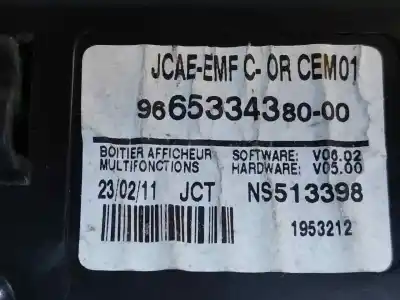 JCAE-EMF C- OR CEM01
9665334380-00
BOITIER AFFICHEUR SOFTWARE: V06.02
MULTIFONCTIONS HARDWARE: V05.00
23/02/11 JCT NS513398
1953212